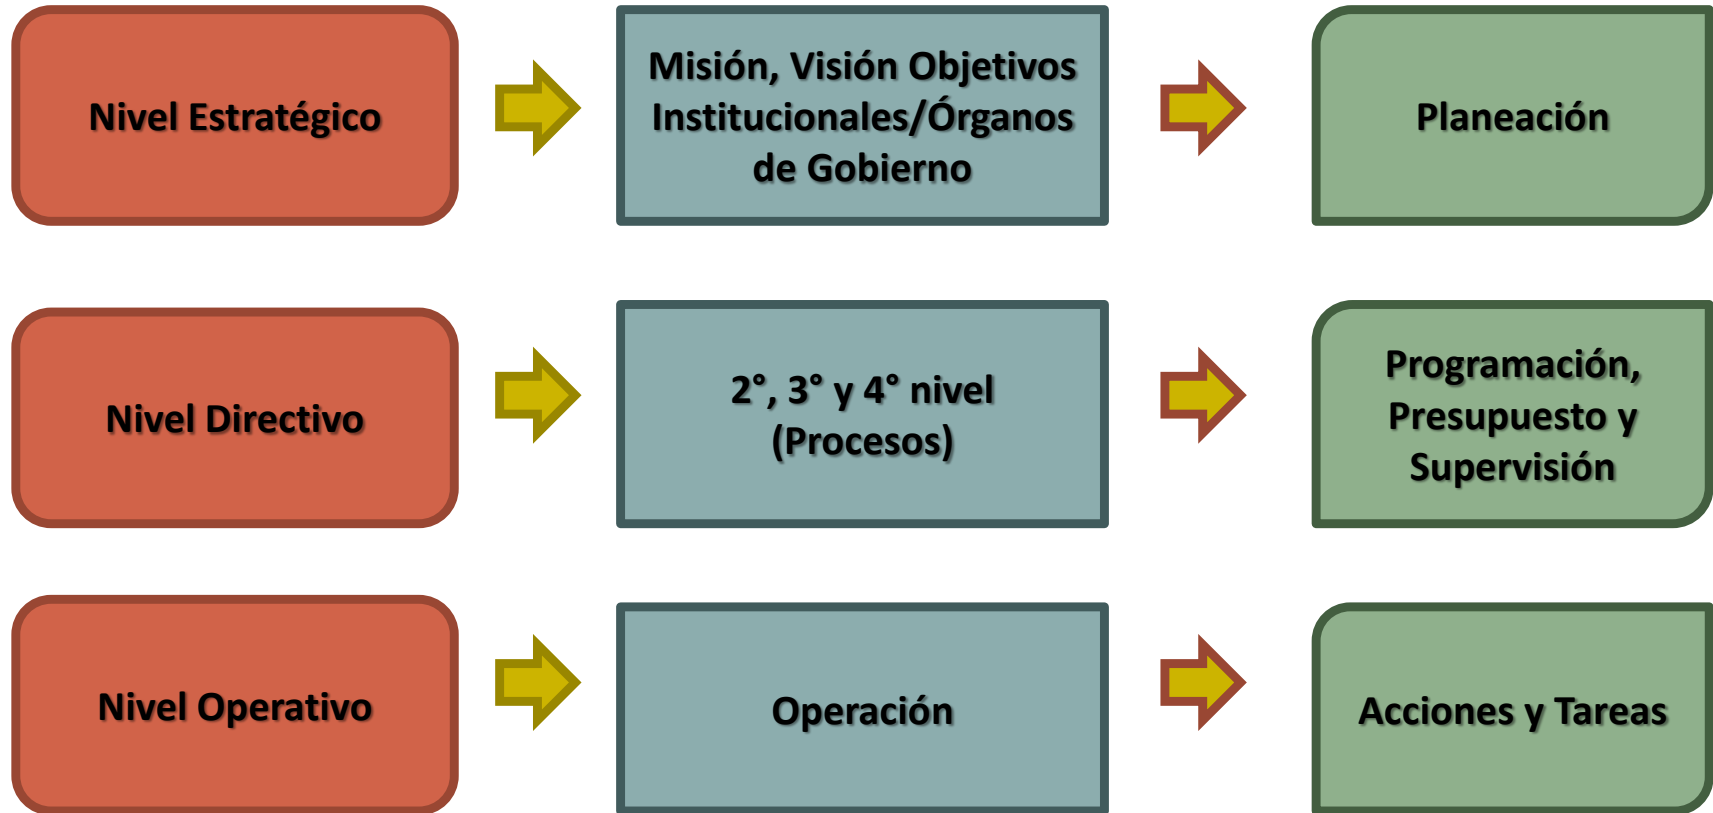 Nivel Estratégico
Misión, Visión Objetivos
Institucionales/Órganos
de Gobierno
Planeación
Nivel Directivo
2°, 3° y 4° nivel
(Procesos)
Programación,
Presupuesto y
Supervisión
Nivel Operativo
Operación
Acciones y Tareas